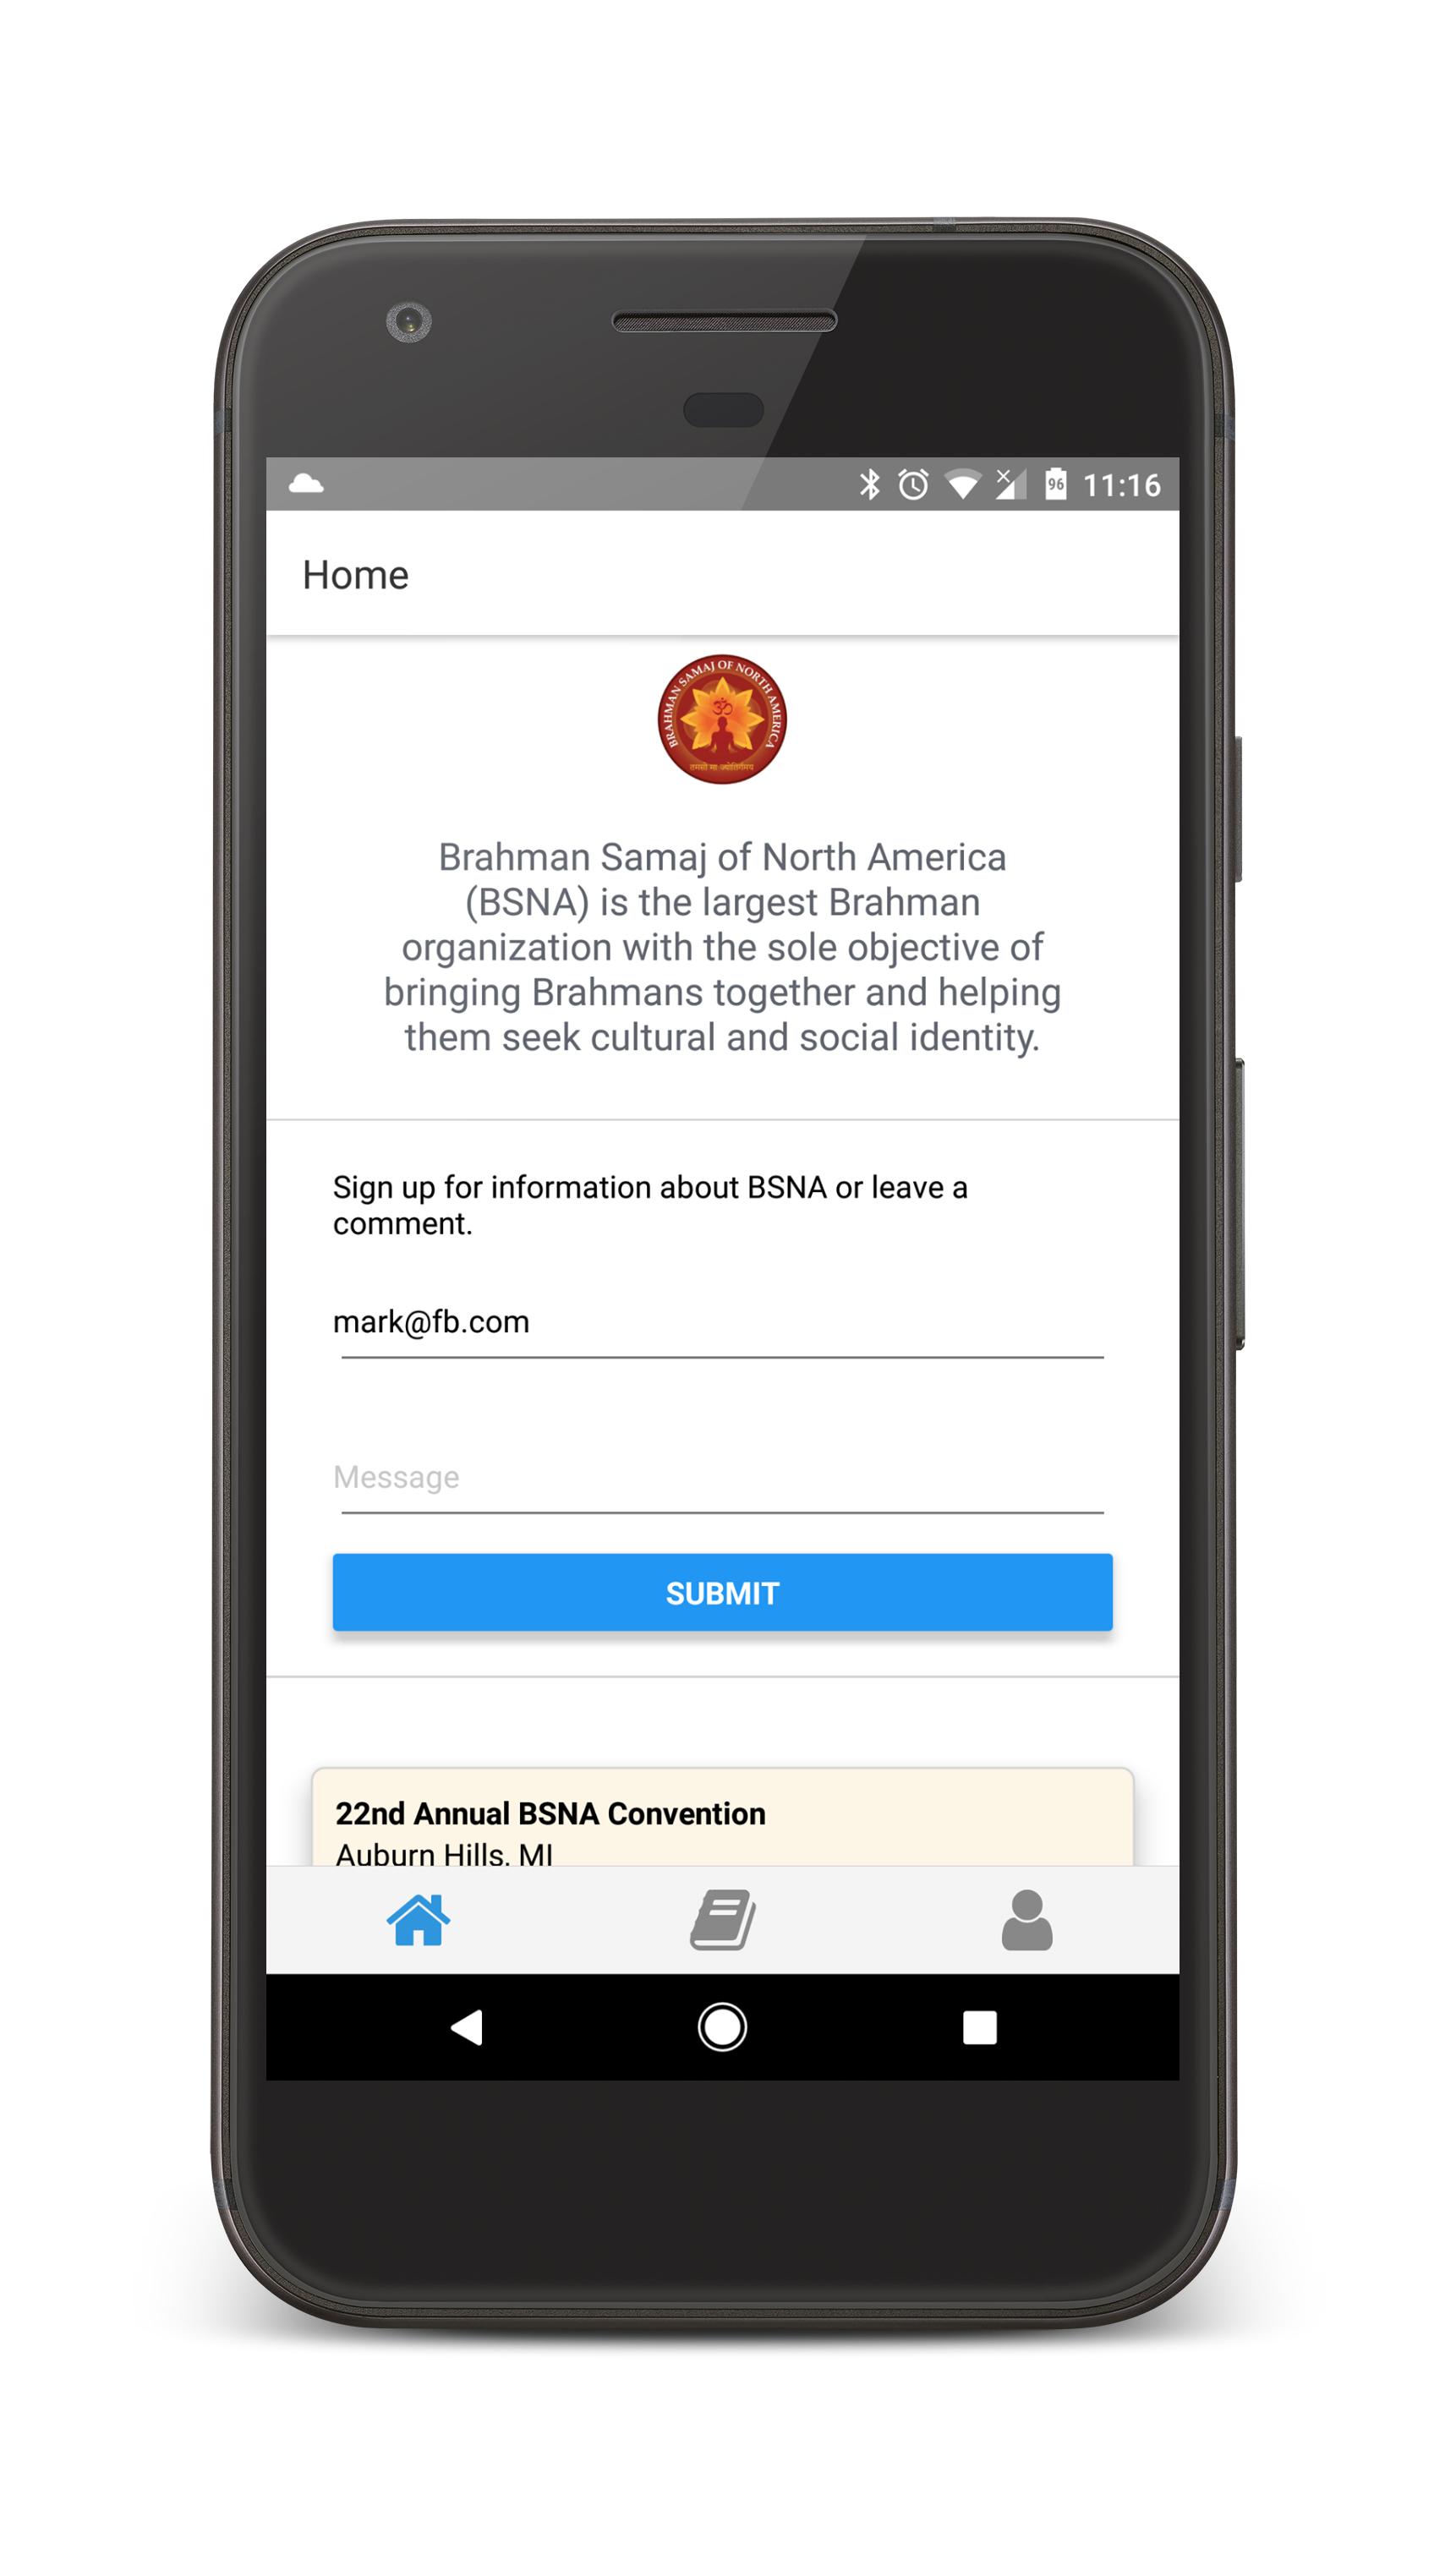 96 11:16
Home
BRAHMAN SAMAJ OF NORTH AMERICA
ॐ
तमसो मा ज्योतिर्गमय
Brahman Samaj of North America
(BSNA) is the largest Brahman
organization with the sole objective of
bringing Brahmans together and helping
them seek cultural and social identity.
Sign up for information about BSNA or leave a
comment.
mark@fb.com
Message
SUBMIT
22nd Annual BSNA Convention
Auburn Hills, MI